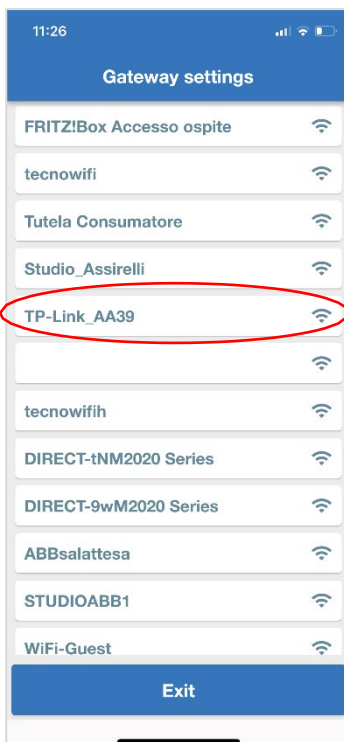 11:26
Gateway settings
FRITZ!Box Accesso ospite
tecnowifi
Tutela Consumatore
Studio_Assirelli
TP-Link_AA39
tecnowifih
DIRECT-tNM2020 Series
DIRECT-9wM2020 Series
ABBsalattesa
STUDIOABB1
WiFi-Guest
Exit